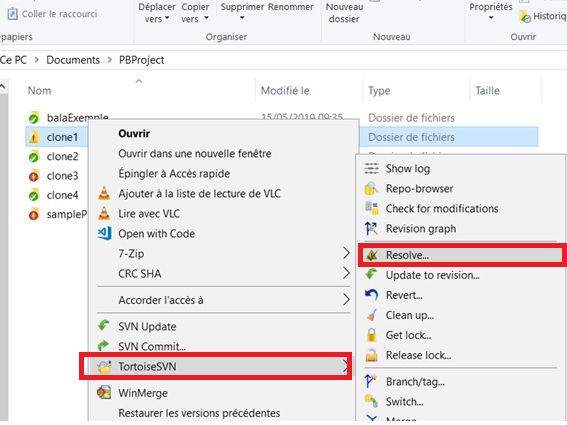 Coller le raccourci
Déplacer vers
Copier vers
Supprimer
Renommer
Nouveau dossier
Propriétés
Historiq
papiers
Organiser
Nouveau
Ouvrir
Ce PC > Documents > PBProject
Nom
Modifié le
Type
Taille
balaExemple
15/05/2019 09:35
Dossier de fichiers
clone1
Dossier de fichiers
clone2
clone3
clone4
sampleP
Ouvrir
Ouvrir dans une nouvelle fenêtre
Épingler à Accès rapide
Ajouter à la liste de lecture de VLC
Lire avec VLC
Open with Code
7-Zip
CRC SHA
Accorder l'accès à
SVN Update
SVN Commit...
TortoiseSVN
WinMerge
Restaurer les versions précédentes
Show log
Repo-browser
Check for modifications
Revision graph
Resolve...
Update to revision...
Revert...
Clean up...
Get lock...
Release lock...
Branch/tag...
Switch...
Merge